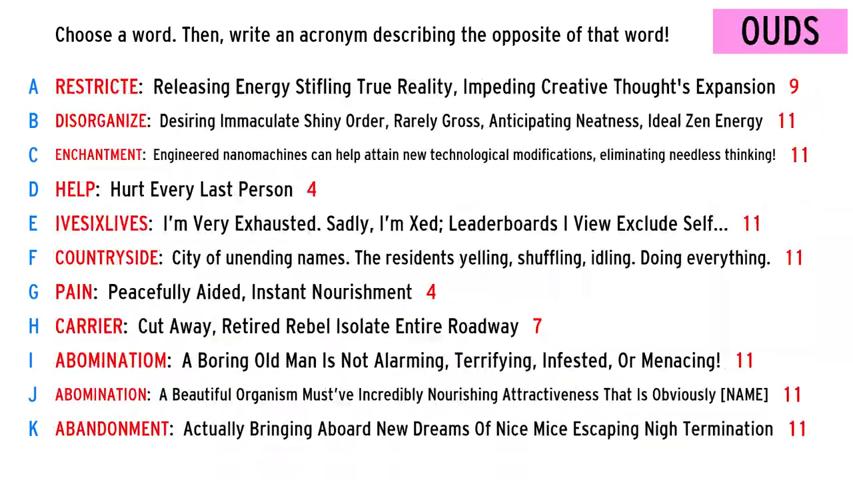 Choose a word. Then, write an acronym describing the opposite of that word! OUDS
A RESTRICTE: Releasing Energy Stifling True Reality, Impeding Creative Thought's Expansion 9
B DISORGANIZE: Desiring Immaculate Shiny Order, Rarely Gross, Anticipating Neatness, Ideal Zen Energy 11
C ENCHANTMENT: Engineered nanomachines can help attain new technological modifications, eliminating needless thinking! 11
D HELP: Hurt Every Last Person 4
E IVESIXLIVES: I'm Very Exhausted. Sadly, I'm Xed; Leaderboards I View Exclude Self... 11
F COUNTRYSIDE: City of unending names. The residents yelling, shuffling, idling. Doing everything. 11
G PAIN: Peacefully Aided, Instant Nourishment 4
H CARRIER: Cut Away, Retired Rebel Isolate Entire Roadway 7
I ABOMINATIOM: A Boring Old Man Is Not Alarming, Terrifying, Infested, Or Menacing! 11
J ABOMINATION: A Beautiful Organism Must've Incredibly Nourishing Attractiveness That Is Obviously [NAME] 11
K ABANDONMENT: Actually Bringing Aboard New Dreams Of Nice Mice Escaping Nigh Termination 11